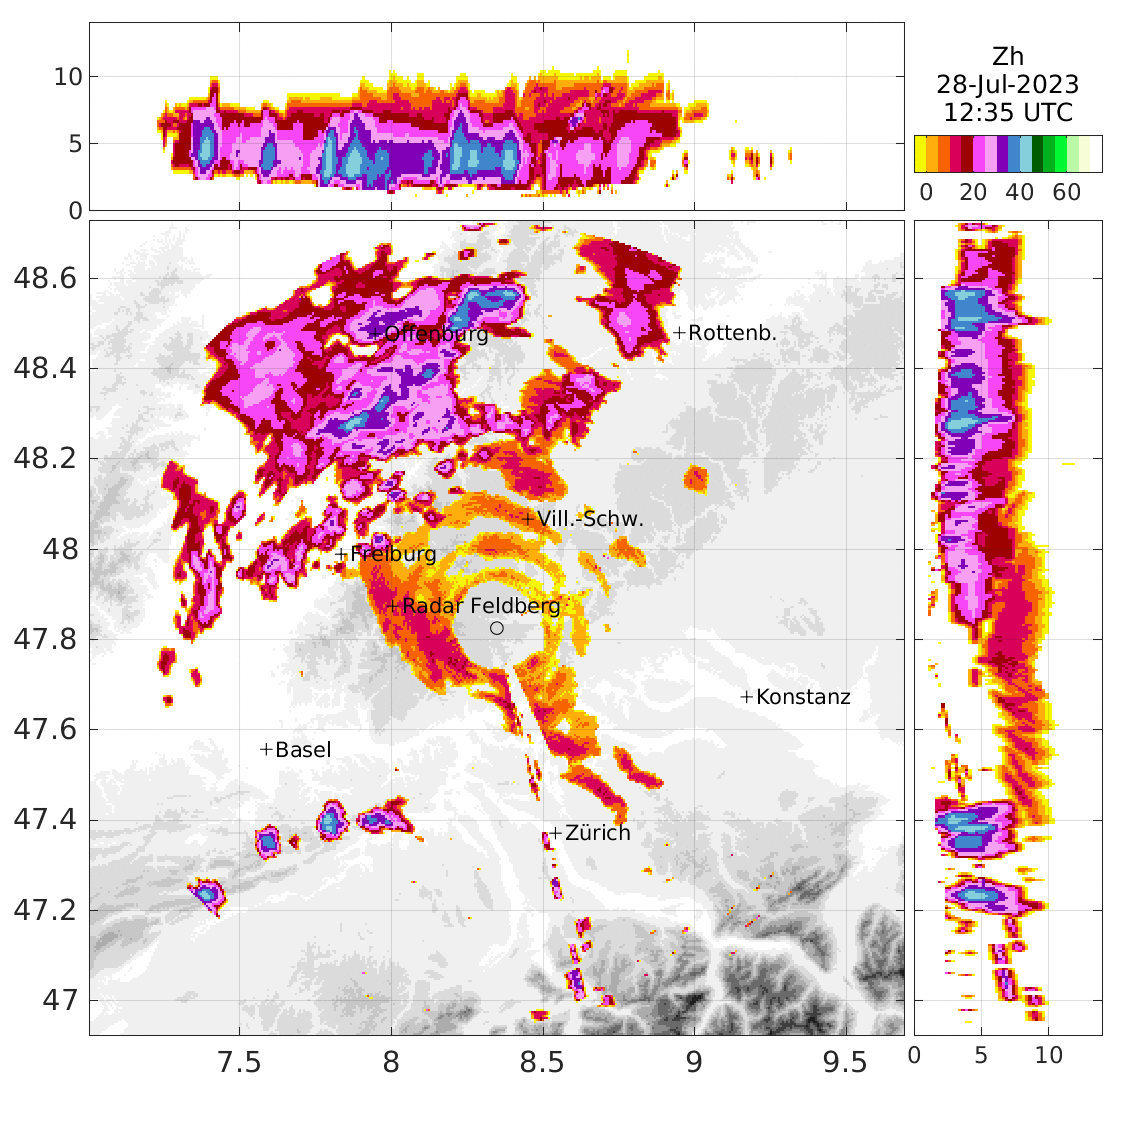 10
5
0
Zh
28-Jul-2023
12:35 UTC
0 20 40 60
48.6
48.4
48.2
48
47.8
47.6
47.4
47.2
47
+Offenburg
+Rottenb.
+Vill.-Schw.
+Freiburg
+Radar Feldberg
+Konstanz
+Basel
+Zürich
7.5 8 8.5 9 9.5
0 5 10